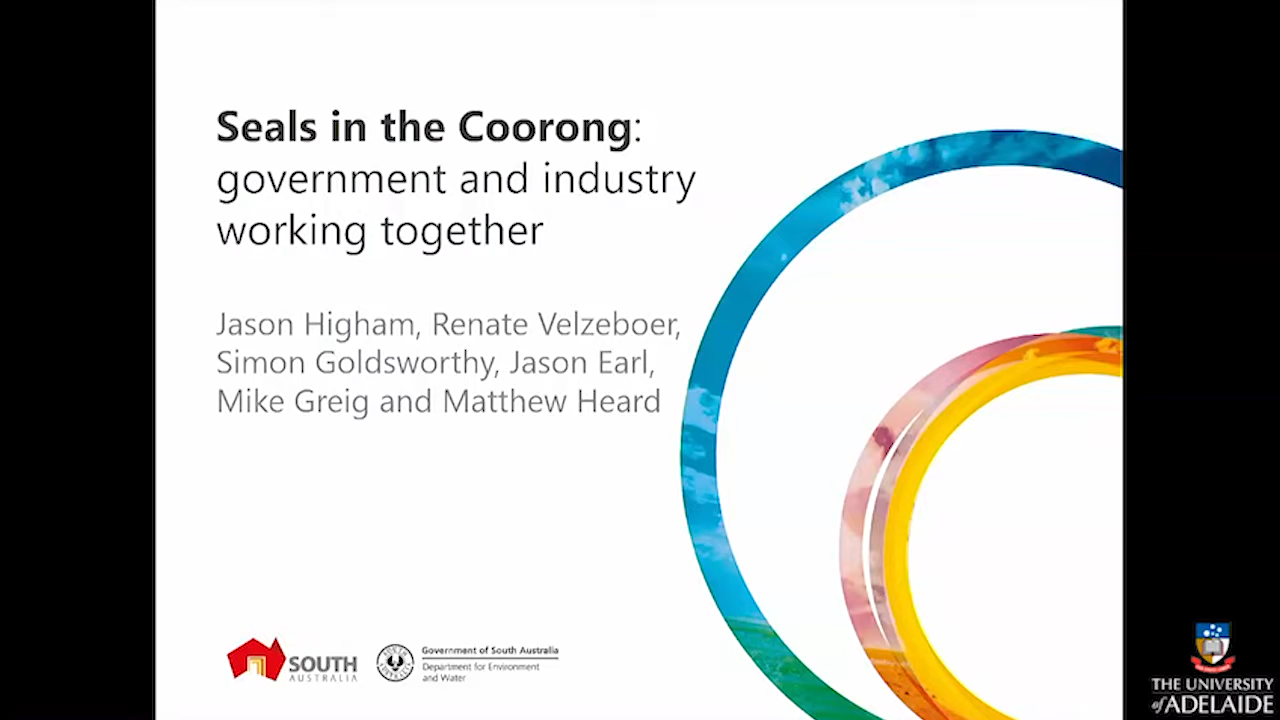 Seals in the Coorong:
government and industry
working together
Jason Higham, Renate Velzeboer,
Simon Goldsworthy, Jason Earl,
Mike Greig and Matthew Heard
SOUTH
AUSTRALIA
Government of South Australia
Department for Environment
and Water
THE UNIVERSITY
of ADELAIDE